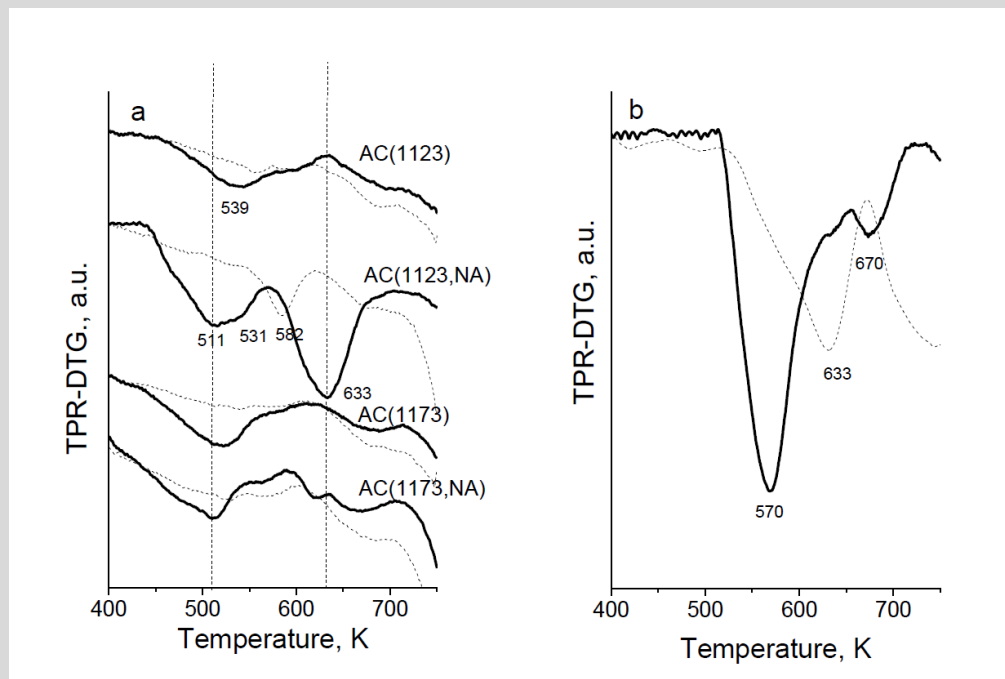 a
AC(1123)
539
AC(1123,NA)
511
531
582
633
AC(1173)
AC(1173,NA)
TPR-DTG., a.u.
400
500
600
700
Temperature, K
b
670
633
570
TPR-DTG, a.u.
400
500
600
700
Temperature, K